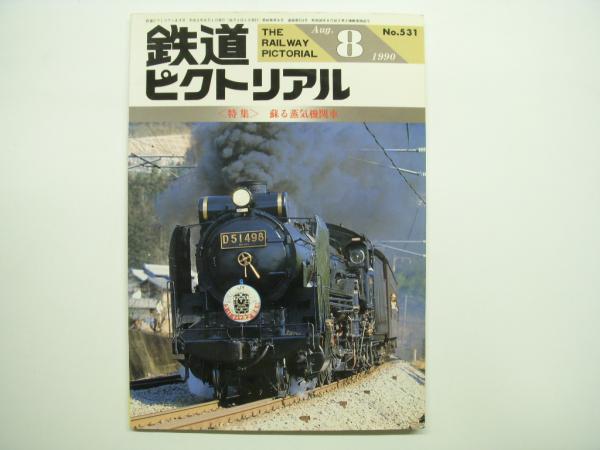 鉄道
ピクトリアル
THE
RAILWAY
PICTORIAL
Aug.
8
1990
No.531
<特集> 蘇る蒸気機関車
D51498